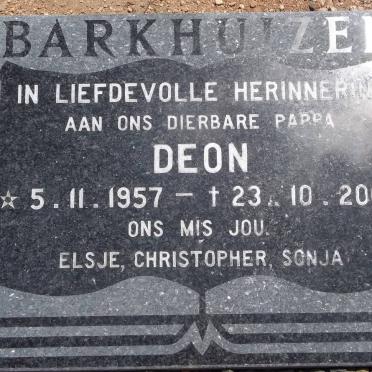 BARKHUIZE
IN LIEFDEVOLLE HERINNERIN
AAN ONS DIERBARE PAPPA
DEON
☆ 5.11.1957 – † 23.10.20
ONS MIS JOU.
ELSJE, CHRISTOPHER, SONJA